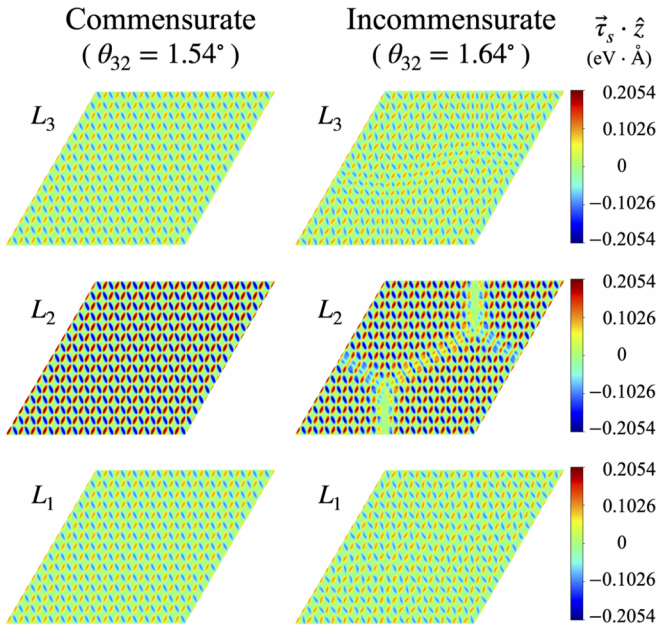 Commensurate
( θ₃₂ = 1.54° )
Incommensurate
( θ₃₂ = 1.64° )
τ⃗ₛ · ẑ
(eV · Å)
L₃
L₃
0.2054
0.1026
0
−0.1026
−0.2054
L₂
L₂
0.2054
0.1026
0
−0.1026
−0.2054
L₁
L₁
0.2054
0.1026
0
−0.1026
−0.2054